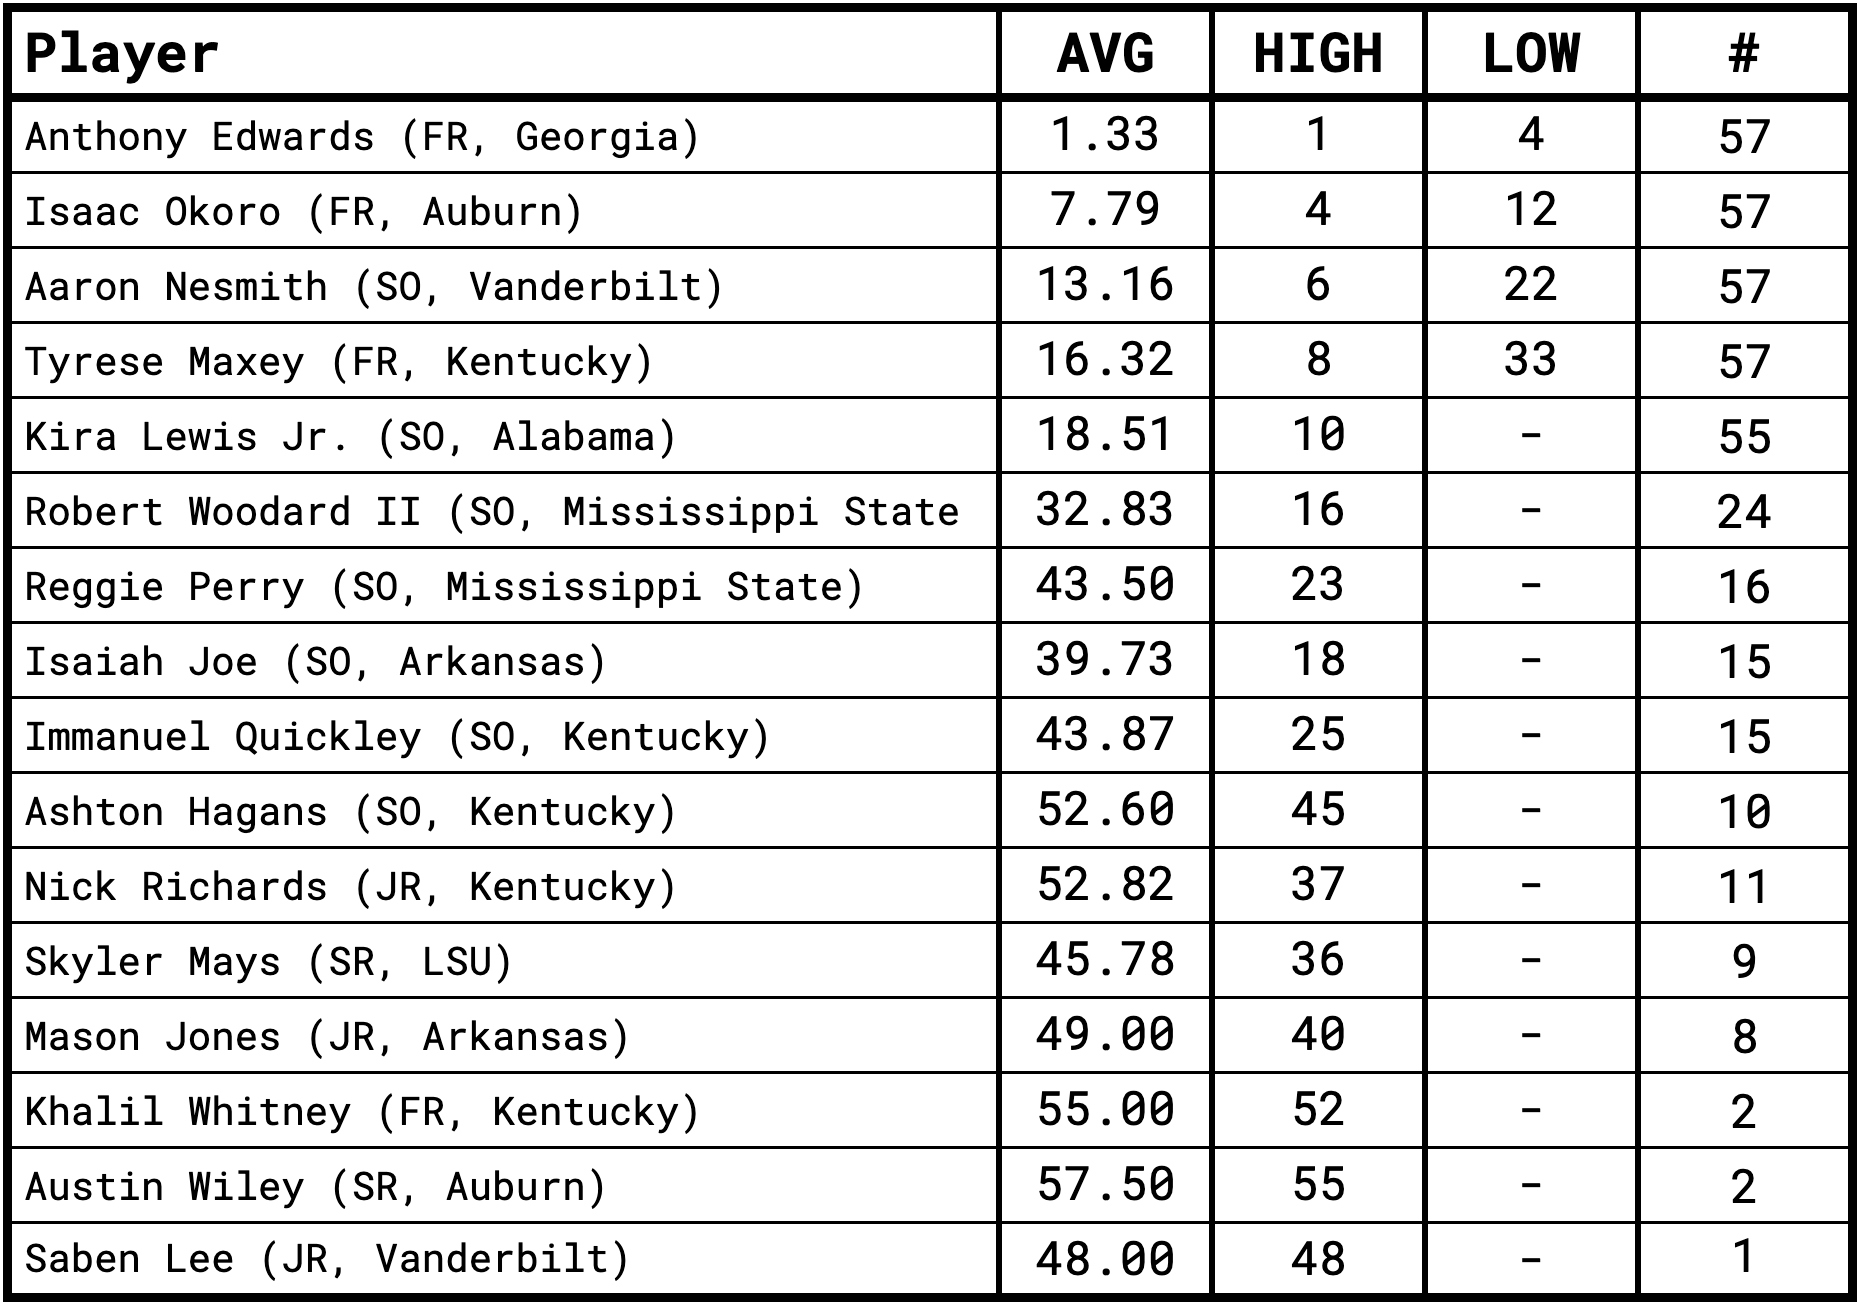 Player AVG HIGH LOW #
Anthony Edwards (FR, Georgia) 1.33 1 4 57
Isaac Okoro (FR, Auburn) 7.79 4 12 57
Aaron Nesmith (SO, Vanderbilt) 13.16 6 22 57
Tyrese Maxey (FR, Kentucky) 16.32 8 33 57
Kira Lewis Jr. (SO, Alabama) 18.51 10 - 55
Robert Woodard II (SO, Mississippi State 32.83 16 - 24
Reggie Perry (SO, Mississippi State) 43.50 23 - 16
Isaiah Joe (SO, Arkansas) 39.73 18 - 15
Immanuel Quickley (SO, Kentucky) 43.87 25 - 15
Ashton Hagans (SO, Kentucky) 52.60 45 - 10
Nick Richards (JR, Kentucky) 52.82 37 - 11
Skyler Mays (SR, LSU) 45.78 36 - 9
Mason Jones (JR, Arkansas) 49.00 40 - 8
Khalil Whitney (FR, Kentucky) 55.00 52 - 2
Austin Wiley (SR, Auburn) 57.50 55 - 2
Saben Lee (JR, Vanderbilt) 48.00 48 - 1